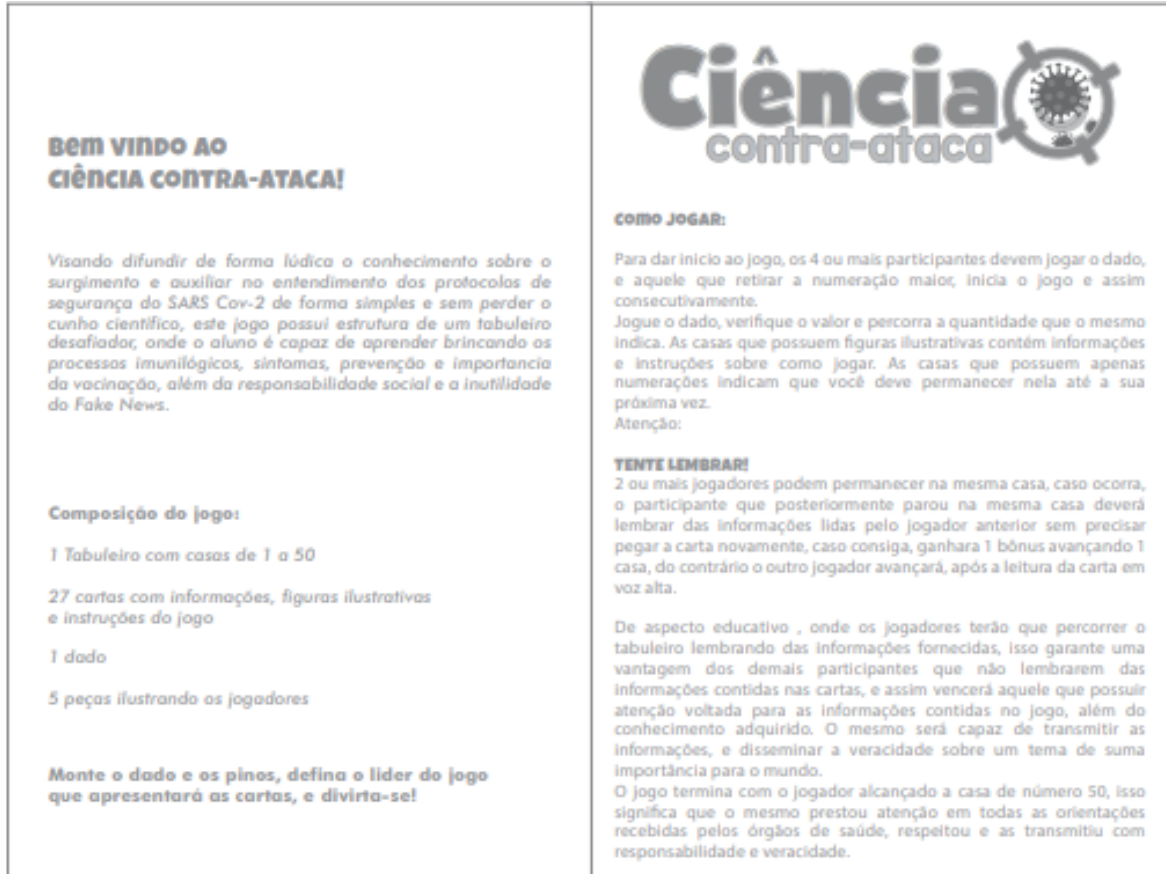 Bem vindo ao
Ciência contra-ataca!
Visando difundir de forma lúdica o conhecimento sobre o
surgimento e auxiliar no entendimento dos protocolos de
segurança do SARS Cov-2 de forma simples e sem perder o
cunho científico, este jogo possui estrutura de um tabuleiro
desafiador, onde o aluno é capaz de aprender brincando os
processos imunilógicos, sintomas, prevenção e importancia
da vacinação, além da responsabilidade social e a inutilidade
do Fake News.
Composição do jogo:
1 Tabuleiro com casas de 1 a 50
27 cartas com informações, figuras ilustrativas
e instruções do jogo
1 dado
5 peças ilustrando os jogadores
Monte o dado e os pinos, defina o lider do jogo
que apresentará as cartas, e divirta-se!
Ciência
contra-ataca
Como jogar:
Para dar inicio ao jogo, os 4 ou mais participantes devem jogar o dado,
e aquele que retirar a numeração maior, inicia o jogo e assim
consecutivamente.
Jogue o dado, verifique o valor e percorra a quantidade que o mesmo
indica. As casas que possuem figuras ilustrativas contém informações
e instruções sobre como jogar. As casas que possuem apenas
numerações indicam que você deve permanecer nela até a sua
próxima vez.
Atenção:
TENTE LEMBRAR!
2 ou mais jogadores podem permanecer na mesma casa, caso ocorra,
o participante que posteriormente parou na mesma casa deverá
lembrar das informações lidas pelo jogador anterior sem precisar
pegar a carta novamente, caso consiga, ganhara 1 bônus avançando 1
casa, do contrário o outro jogador avançará, após a leitura da carta em
voz alta.
De aspecto educativo , onde os jogadores terão que percorrer o
tabuleiro lembrando das informações fornecidas, isso garante uma
vantagem dos demais participantes que não lembrarem das
informações contidas nas cartas, e assim vencerá aquele que possuir
atenção voltada para as informações contidas no jogo, além do
conhecimento adquirido. O mesmo será capaz de transmitir as
informações, e disseminar a veracidade sobre um tema de suma
importância para o mundo.
O jogo termina com o jogador alcançado a casa de número 50, isso
significa que o mesmo prestou atenção em todas as orientações
recebidas pelos órgãos de saúde, respeitou e as transmitiu com
responsabilidade e veracidade.